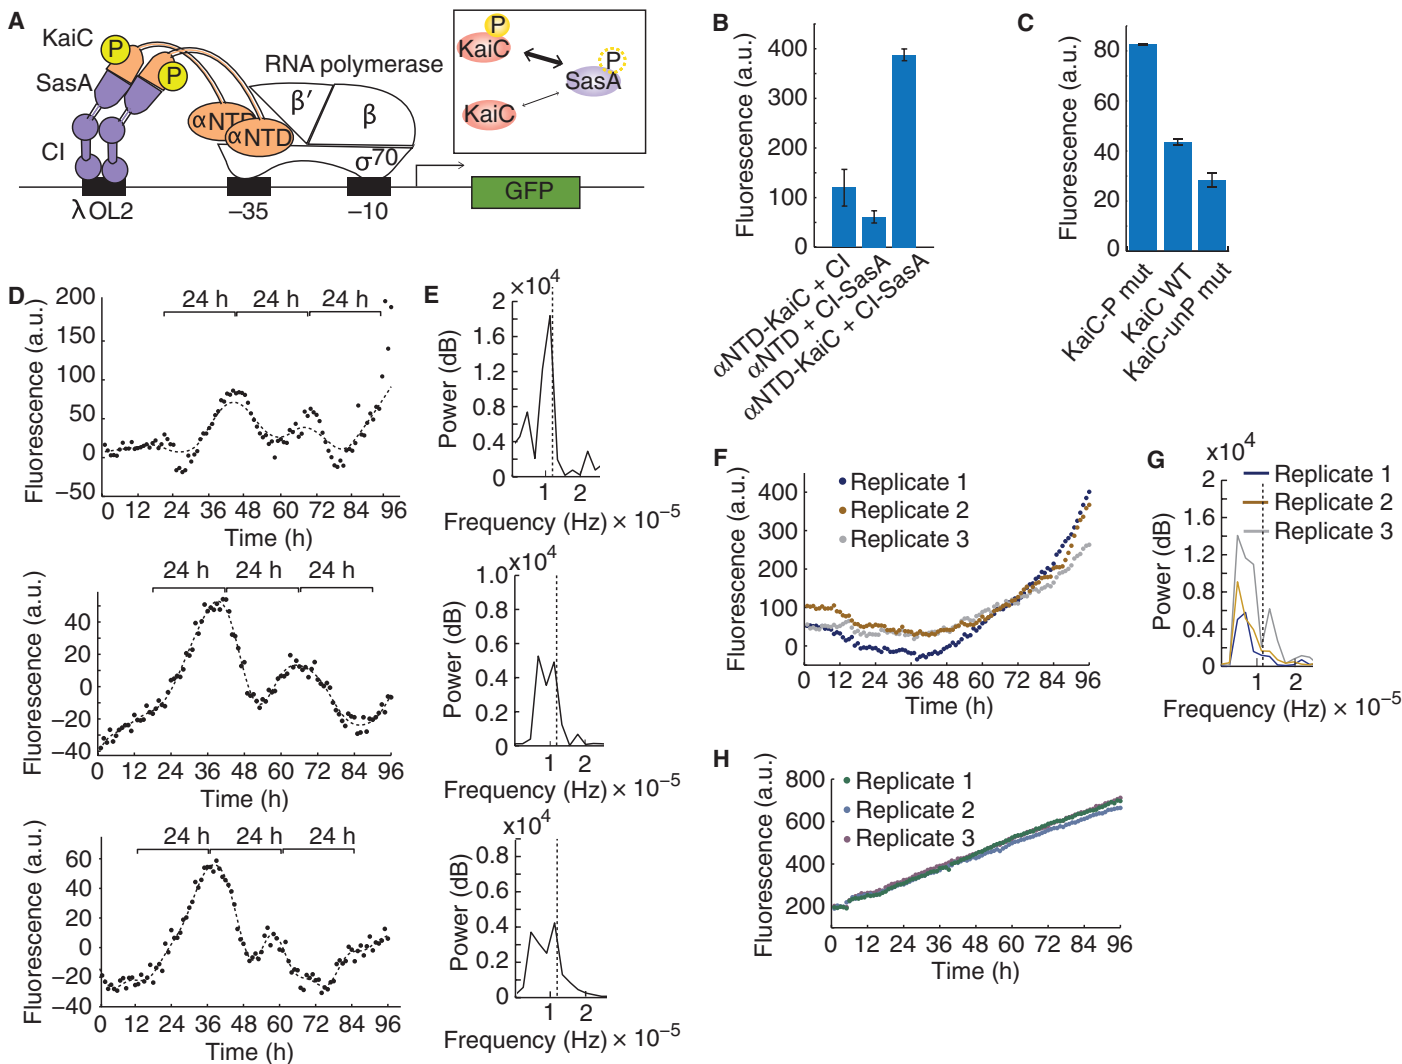 A
KaiC
P
SasA
P
CI
αNTD
αNTD
RNA polymerase
β′
β
σ70
λ OL2
−35
−10
GFP
P
KaiC
P
SasA
KaiC
B
Fluorescence (a.u.)
400
300
200
100
0
αNTD-KaiC + CI
αNTD + CI-SasA
αNTD-KaiC + CI-SasA
C
Fluorescence (a.u.)
80
60
40
20
0
KaiC-P mut
KaiC WT
KaiC-unP mut
D
Fluorescence (a.u.)
200
100
50
0
−50
24 h
24 h
24 h
0 12 24 36 48 60 72 84 96
Time (h)
Fluorescence (a.u.)
40
20
0
−20
−40
24 h
24 h
24 h
0 12 24 36 48 60 72 84 96
Time (h)
Fluorescence (a.u.)
60
40
20
0
−20
−40
24 h
24 h
24 h
0 12 24 36 48 60 72 84 96
Time (h)
E
×10⁴
Power (dB)
2
1.6
1.2
0.8
0.4
0
1 2
Frequency (Hz) × 10⁻⁵
×10⁴
Power (dB)
1.0
0.8
0.6
0.4
0.2
0
1 2
Frequency (Hz) × 10⁻⁵
×10⁴
Power (dB)
0.8
0.6
0.4
0.2
0
1 2
Frequency (Hz) × 10⁻⁵
F
Fluorescence (a.u.)
400
300
200
100
0
Replicate 1
Replicate 2
Replicate 3
0 12 24 36 48 60 72 84 96
Time (h)
G
×10⁴
Power (dB)
2
1.6
1.2
0.8
0.4
0
Replicate 1
Replicate 2
Replicate 3
1 2
Frequency (Hz) × 10⁻⁵
H
Fluorescence (a.u.)
800
600
400
200
Replicate 1
Replicate 2
Replicate 3
0 12 24 36 48 60 72 84 96
Time (h)